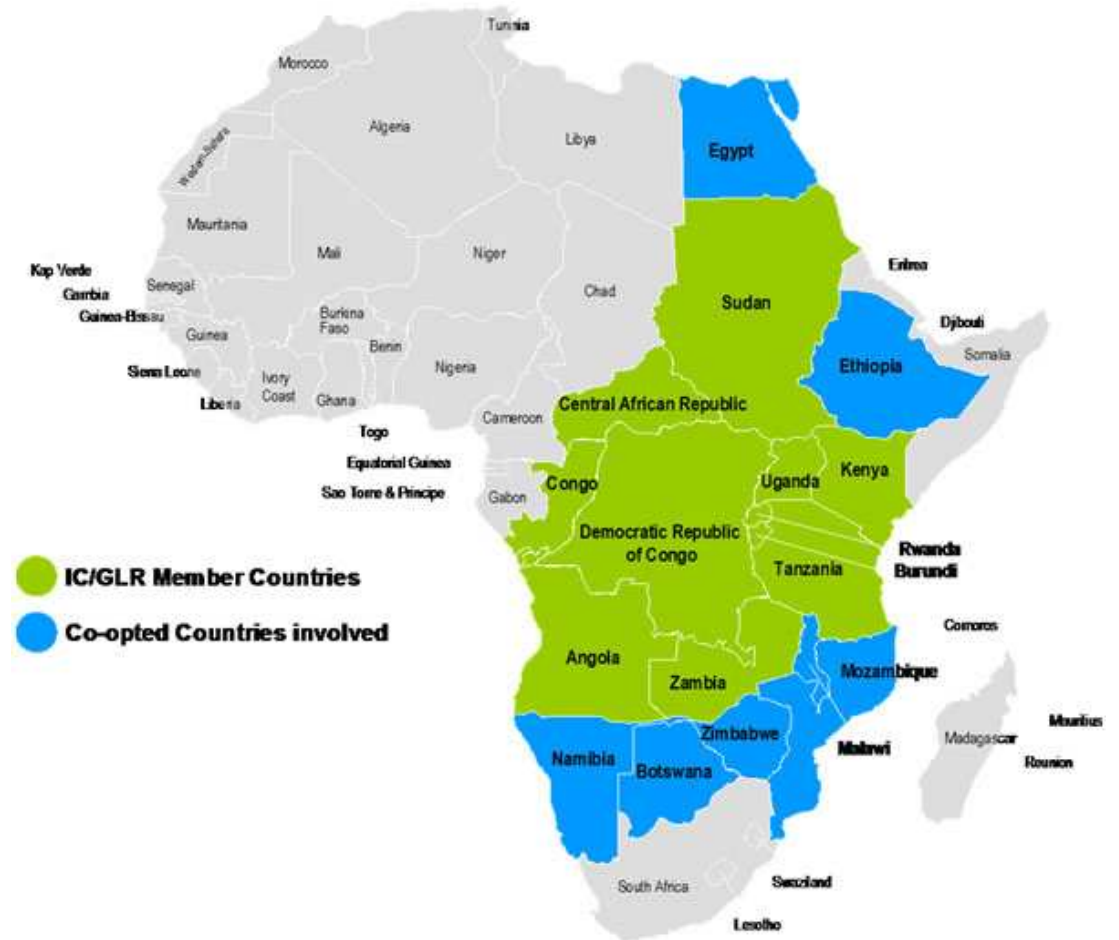 Tunisia
Morocco
Algeria
Libya
Egypt
Western-Sahara
Mauritania
Mali
Niger
Chad
Sudan
Eritrea
Kap Verde
Senegal
Gambia
Guinea-Bissau
Guinea
Burkina
Faso
Benin
Nigeria
Djibouti
Somalia
Ethiopia
Sierra Leone
Liberia
Ivory
Coast
Ghana
Togo
Cameroon
Central African Republic
Equatorial Guinea
Sao Torre & Principe
Gabon
Congo
Uganda
Kenya
Democratic Republic
of Congo
Rwanda
Burundi
Tanzania
IC/GLR Member Countries
Co-opted Countries involved
Comoros
Angola
Zambia
Mozambique
Malawi
Zimbabwe
Namibia
Botswana
Madagascar
Mauritius
Reunion
South Africa
Swaziland
Lesotho